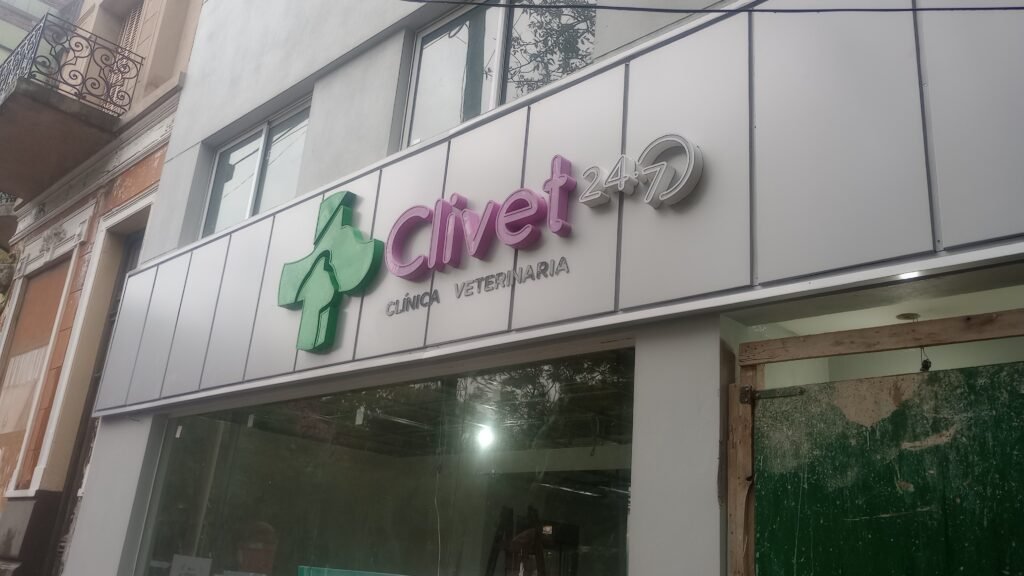 Clivet 24 7
CLÍNICA VETERINARIA